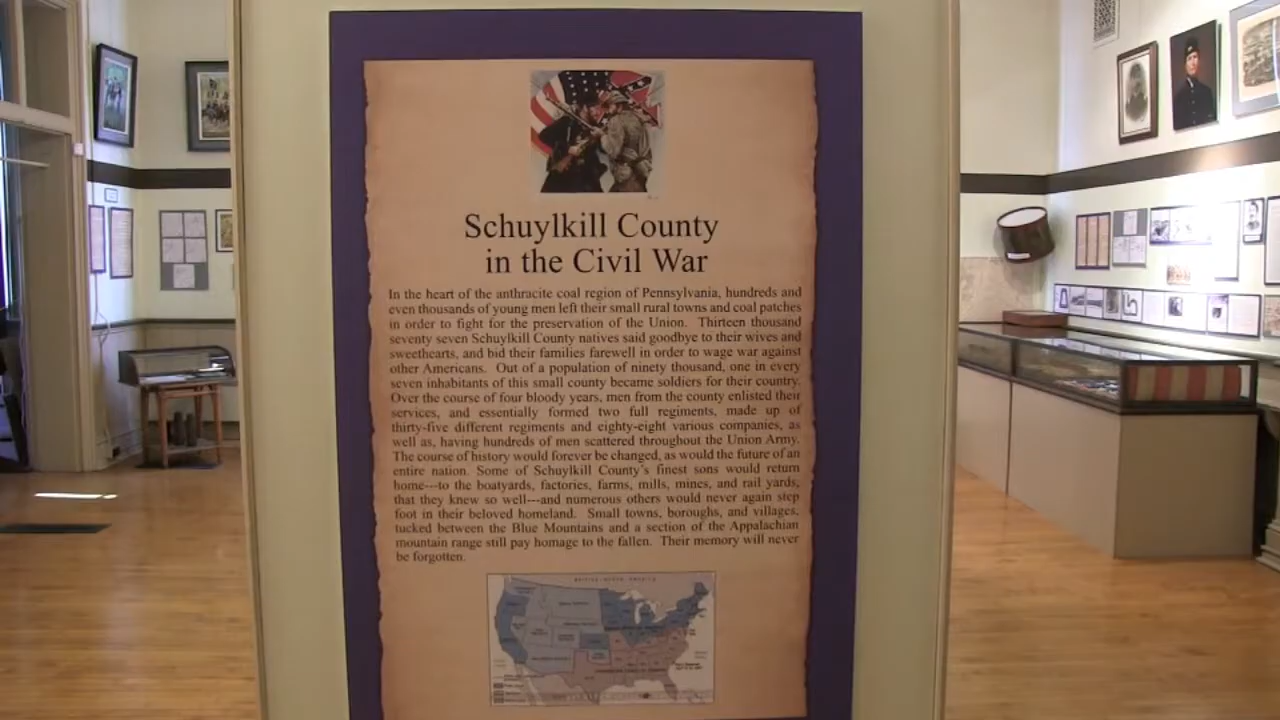 Schuylkill County
in the Civil War
In the heart of the anthracite coal region of Pennsylvania, hundreds and
even thousands of young men left their small rural towns and coal patches
in order to fight for the preservation of the Union. Thirteen thousand
seventy seven Schuylkill County natives said goodbye to their wives and
sweethearts, and bid their families farewell in order to wage war against
other Americans. Out of a population of ninety thousand, one in every
seven inhabitants of this small county became soldiers for their country.
Over the course of four bloody years, men from the county enlisted their
services, and essentially formed two full regiments, made up of
thirty-five different regiments and eighty-eight various companies, as
well as, having hundreds of men scattered throughout the Union Army.
The course of history would forever be changed, as would the future of an
entire nation. Some of Schuylkill County's finest sons would return
home---to the boatyards, factories, farms, mills, mines, and rail yards,
that they knew so well---and numerous others would never again step
foot in their beloved homeland. Small towns, boroughs, and villages,
tucked between the Blue Mountains and a section of the Appalachian
mountain range still pay homage to the fallen. Their memory will never
be forgotten.